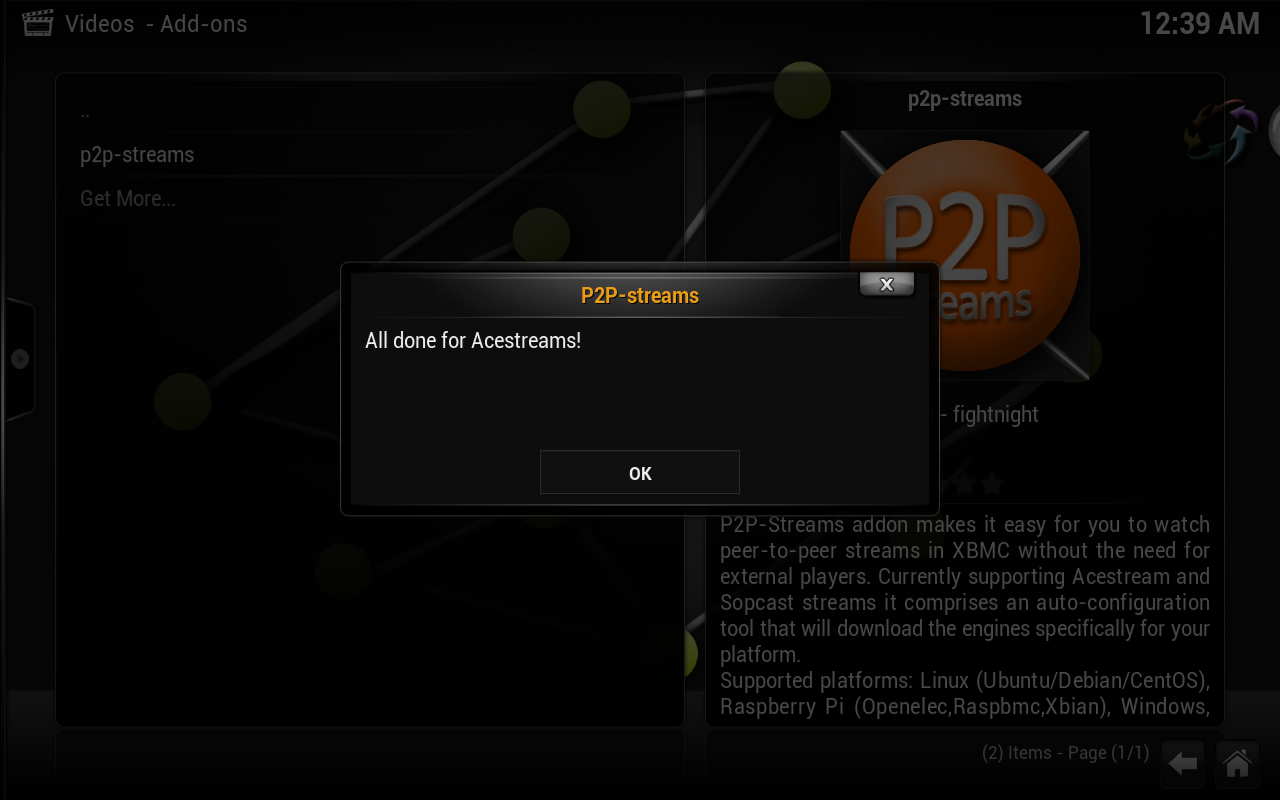 Videos - Add-ons
12:39 AM
..
p2p-streams
Get More...
p2p-streams
P2P
eams
P2P-streams
X
All done for Acestreams!
OK
- fightnight
P2P-Streams addon makes it easy for you to watch
peer-to-peer streams in XBMC without the need for
external players. Currently supporting Acestream and
Sopcast streams it comprises an auto-configuration
tool that will download the engines specifically for your
platform.
Supported platforms: Linux (Ubuntu/Debian/CentOS),
Raspberry Pi (Openelec,Raspbmc,Xbian), Windows,
(2) Items - Page (1/1)